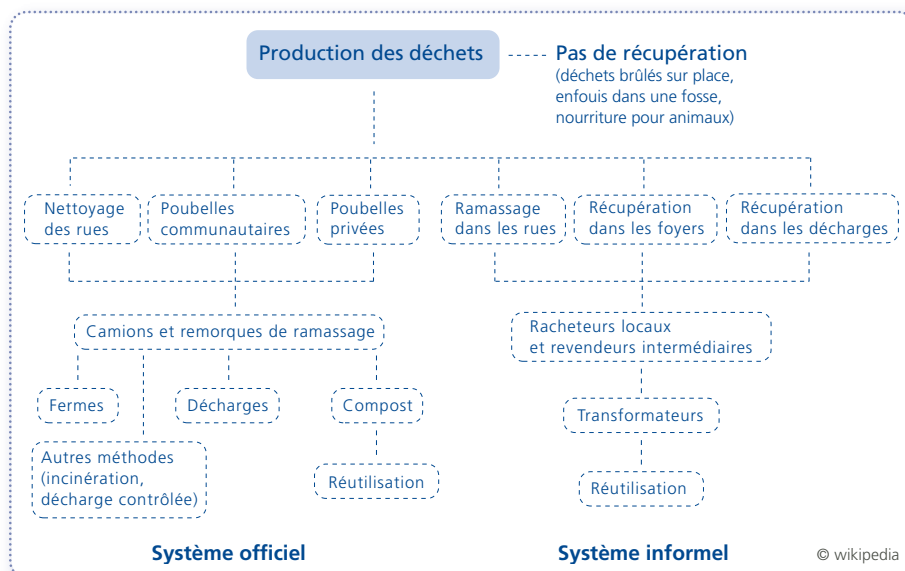 Production des déchets
Pas de récupération
(déchets brûlés sur place,
enfouis dans une fosse,
nourriture pour animaux)
Nettoyage
des rues
Poubelles
communautaires
Poubelles
privées
Ramassage
dans les rues
Récupération
dans les foyers
Récupération
dans les décharges
Camions et remorques de ramassage
Racheteurs locaux
et revendeurs intermédiaires
Fermes
Décharges
Compost
Transformateurs
Autres méthodes
(incinération,
décharge contrôlée)
Réutilisation
Réutilisation
Système officiel
Système informel
© wikipedia